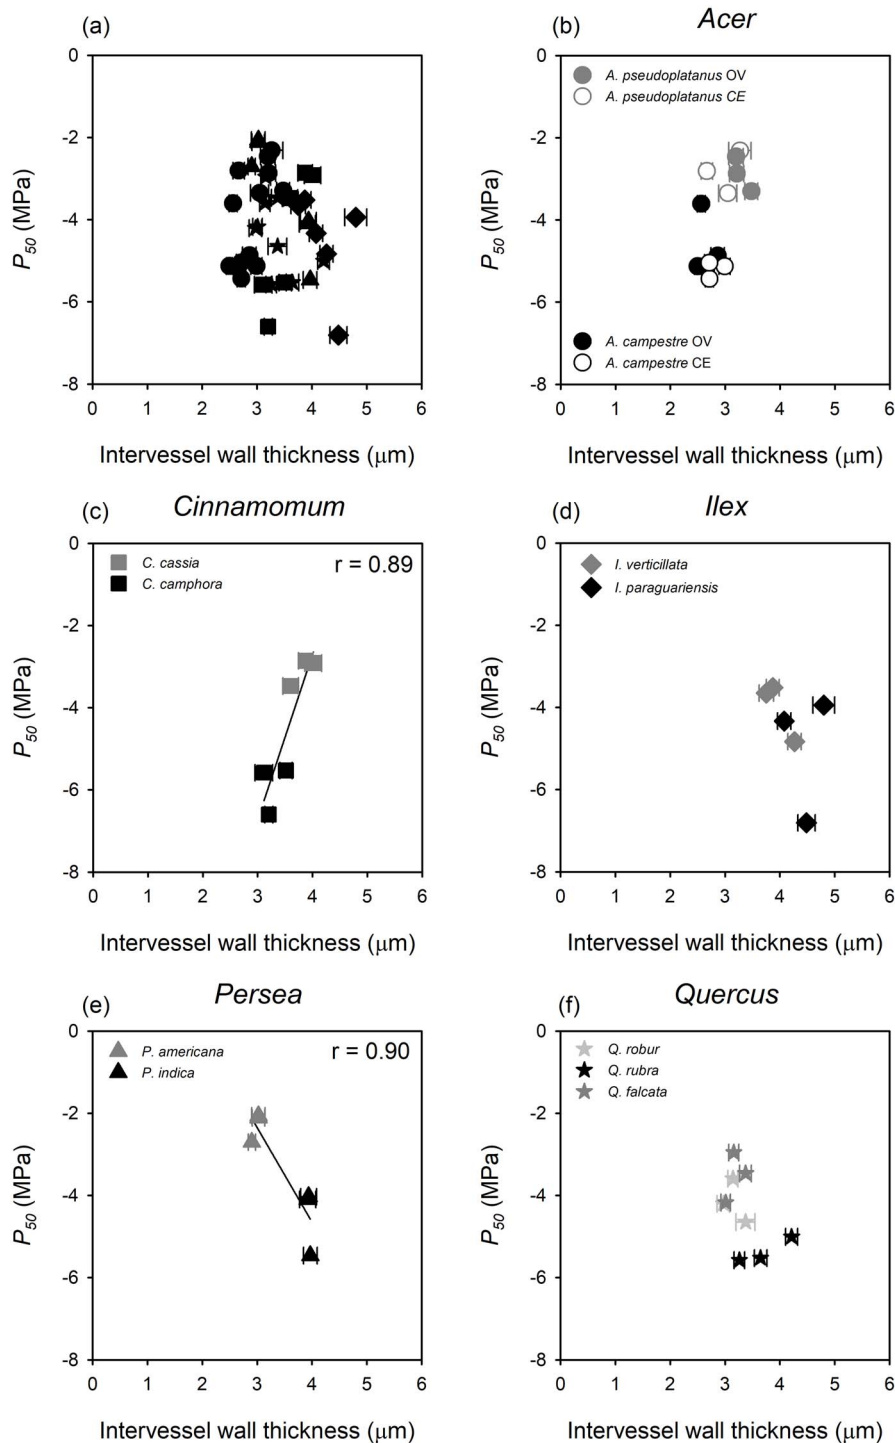 (a)
0
-2
-4
-6
-8
P50 (MPa)
0 1 2 3 4 5 6
Intervessel wall thickness (μm)
(b) Acer
0
-2
-4
-6
-8
P50 (MPa)
A. pseudoplatanus OV
A. pseudoplatanus CE
A. campestre OV
A. campestre CE
0 1 2 3 4 5 6
Intervessel wall thickness (μm)
(c) Cinnamomum
0
-2
-4
-6
-8
P50 (MPa)
C. cassia
C. camphora
r = 0.89
0 1 2 3 4 5 6
Intervessel wall thickness (μm)
(d) Ilex
0
-2
-4
-6
-8
P50 (MPa)
I. verticillata
I. paraguariensis
0 1 2 3 4 5 6
Intervessel wall thickness (μm)
(e) Persea
0
-2
-4
-6
-8
P50 (MPa)
P. americana
P. indica
r = 0.90
0 1 2 3 4 5 6
Intervessel wall thickness (μm)
(f) Quercus
0
-2
-4
-6
-8
P50 (MPa)
Q. robur
Q. rubra
Q. falcata
0 1 2 3 4 5 6
Intervessel wall thickness (μm)